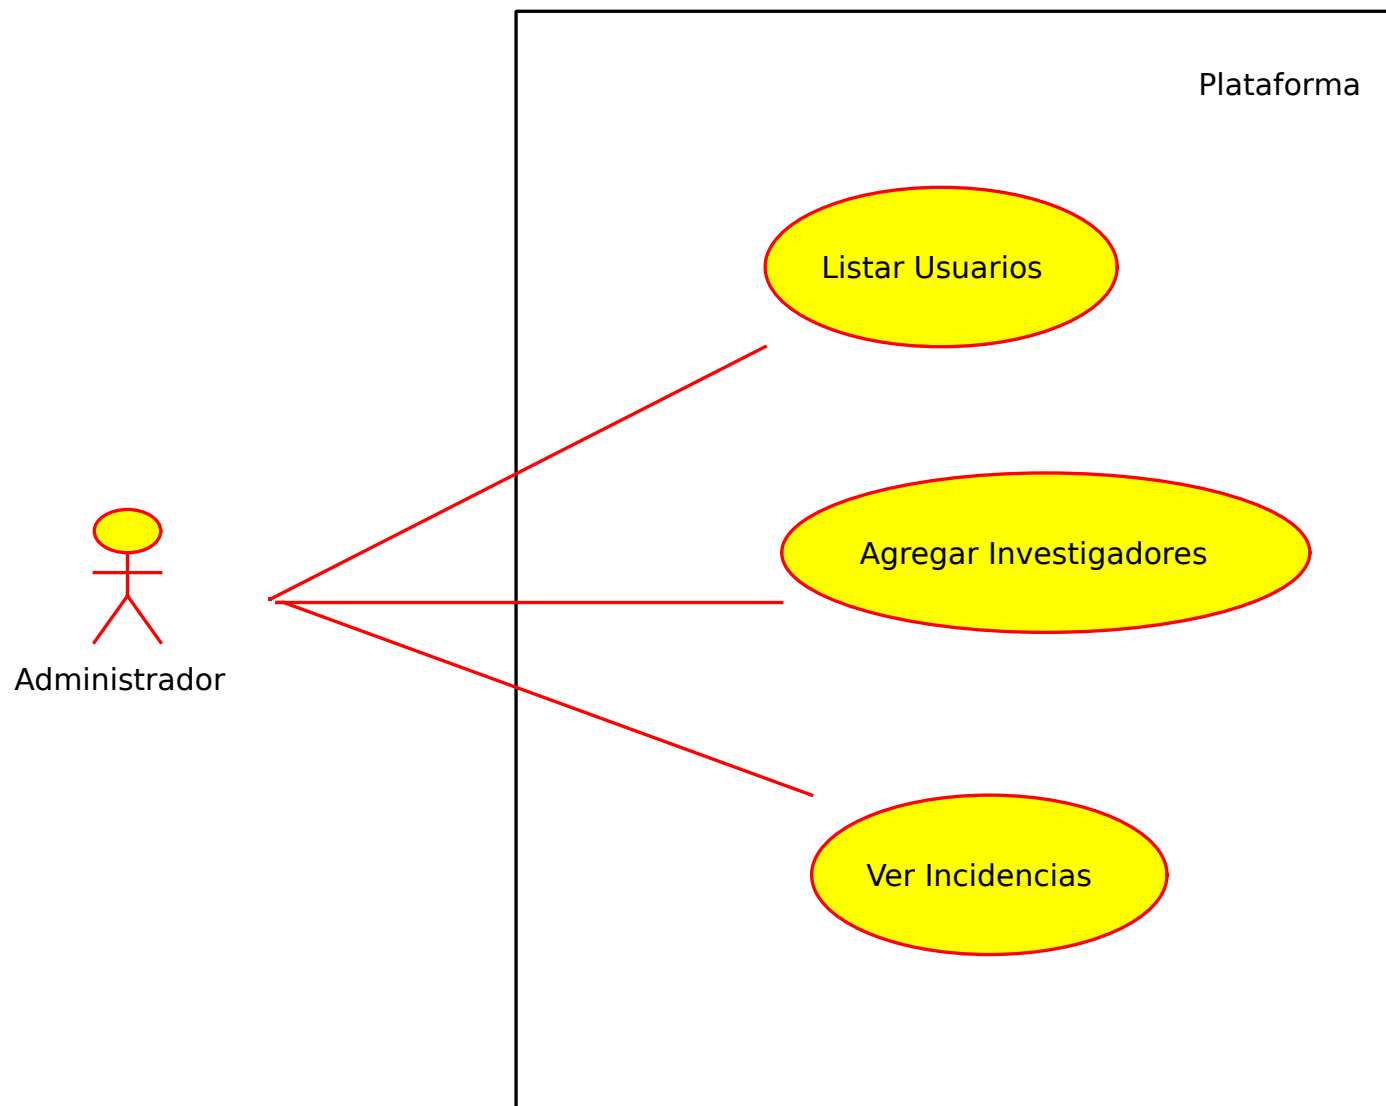 Plataforma
Listar Usuarios
Agregar Investigadores
Administrador
Ver Incidencias